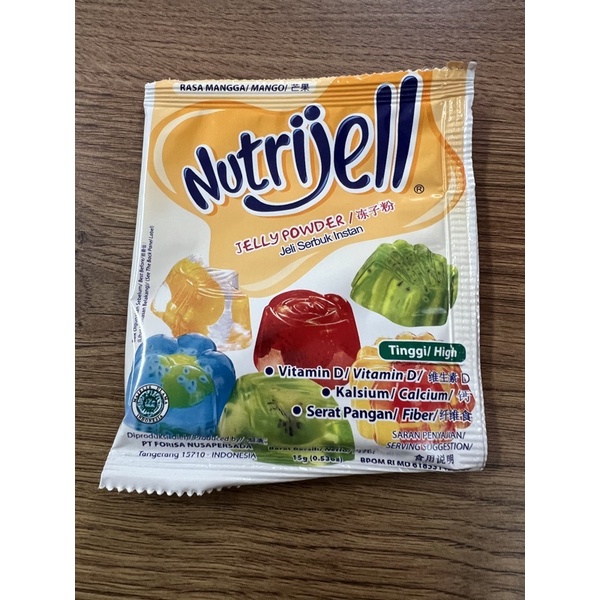 RASA MANGGA/ MANGO/ 芒果
Nutrijell®
JELLY POWDER / 冻子粉
Jeli Serbuk Instan
Tinggi/ High
• Vitamin D/ Vitamin D/ 维生素 D
• Kalsium/ Calcium/ 钙
• Serat Pangan/ Fiber/ 纤维食
SARAN PENYAJIAN/
SERVING SUGGESTION/
食用说明
Produced by
PT FORISA NUSAPERSADA
Tangerang 15710 - INDONESIA
15g (0.53oz)
BPOM RI MD